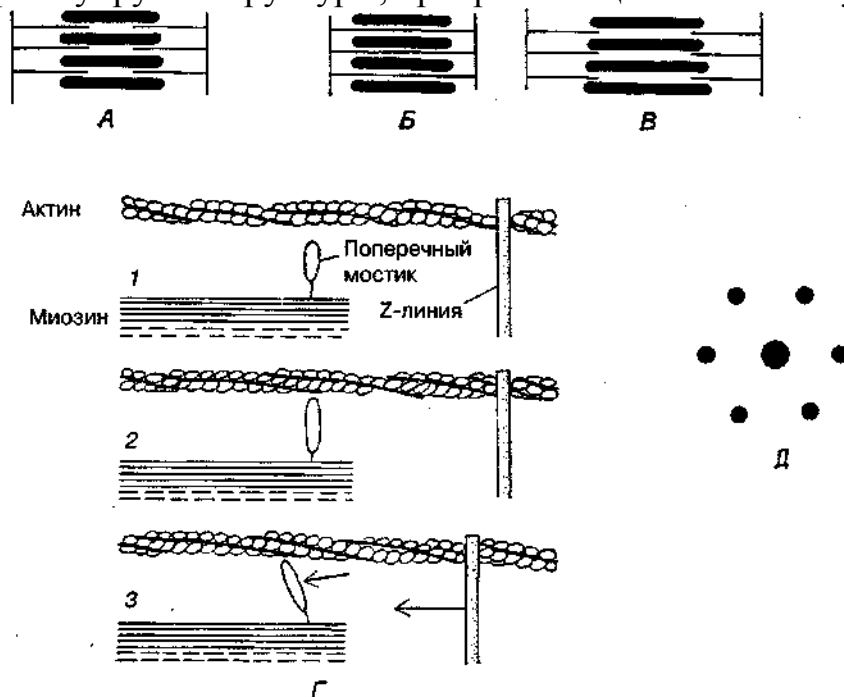 А Б В
Актин
Поперечный
мостик
1
Миозин
Z-линия
2
Д
3
Г